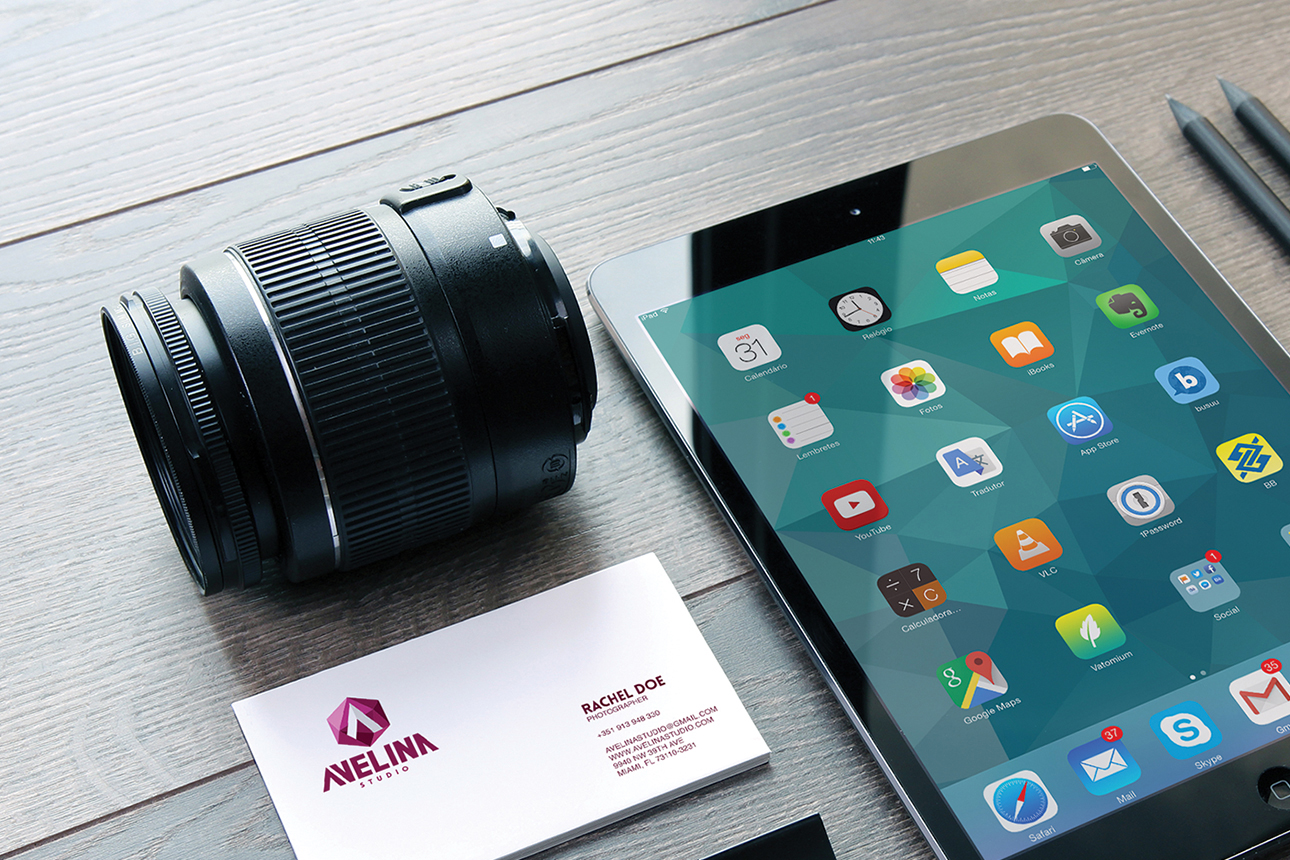 iPad
11:43
Câmera
Notas
Relógio
seg
31
Calendário
Evernote
iBooks
Fotos
1
Lembretes
busuu
App Store
Tradutor
YouTube
BB
1Password
VLC
7
C
Calculadora...
1
Social
Vatomium
g
Google Maps
35
Gm
Skype
37
Mail
Safari
AVELINA
STUDIO
RACHEL DOE
PHOTOGRAPHER
+351 913 948 330
AVELINASTUDIO@GMAIL.COM
WWW.AVELINASTUDIO.COM
9940 NW 39TH AVE
MIAMI, FL 73110-3231